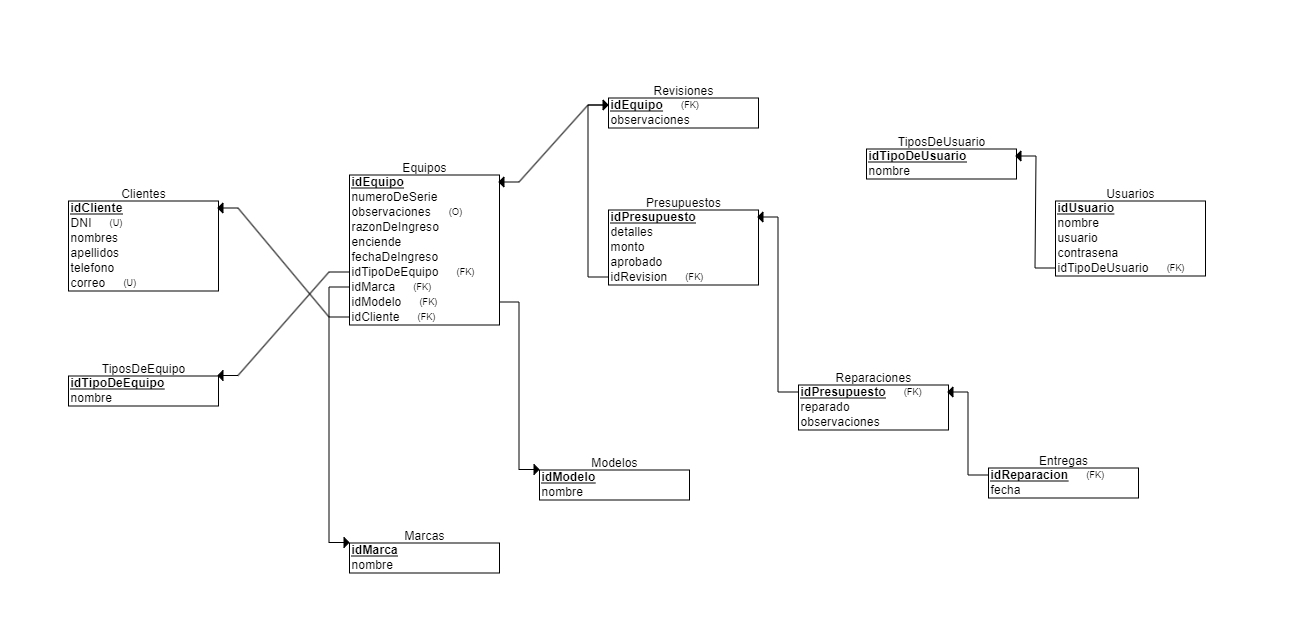 Revisiones
idEquipo (FK)
observaciones
TiposDeUsuario
idTipoDeUsuario
nombre
Equipos
idEquipo
numeroDeSerie
observaciones (O)
razonDeIngreso
enciende
fechaDeIngreso
idTipoDeEquipo (FK)
idMarca (FK)
idModelo (FK)
idCliente (FK)
Clientes
idCliente
DNI (U)
nombres
apellidos
telefono
correo (U)
Presupuestos
idPresupuesto
detalles
monto
aprobado
idRevision (FK)
Usuarios
idUsuario
nombre
usuario
contrasena
idTipoDeUsuario (FK)
TiposDeEquipo
idTipoDeEquipo
nombre
Reparaciones
idPresupuesto (FK)
reparado
observaciones
Modelos
idModelo
nombre
Entregas
idReparacion (FK)
fecha
Marcas
idMarca
nombre